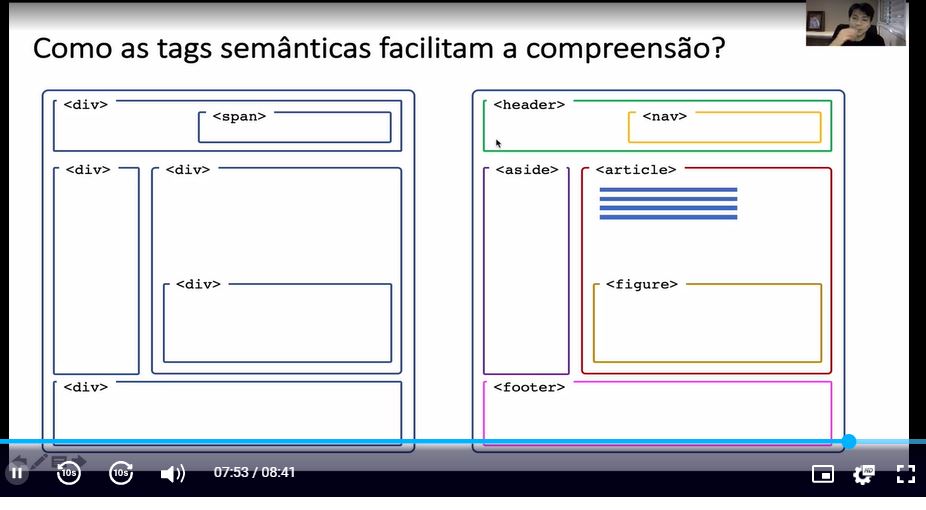 Como as tags semânticas facilitam a compreensão?
<div>
<span>
<div>
<div>
<div>
<div>
<header>
<nav>
<aside>
<article>
<figure>
<footer>
10s
10s
07:53 / 08:41
HD